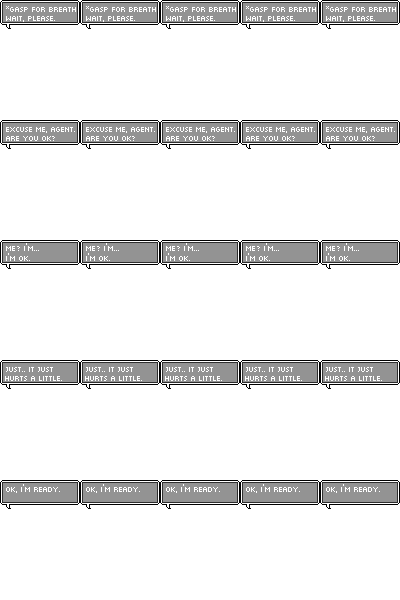 *GASP FOR BREATH *GASP FOR BREATH *GASP FOR BREATH *GASP FOR BREATH *GASP FOR BREATH
WAIT, PLEASE. WAIT, PLEASE. WAIT, PLEASE. WAIT, PLEASE. WAIT, PLEASE.
EXCUSE ME, AGENT. EXCUSE ME, AGENT. EXCUSE ME, AGENT. EXCUSE ME, AGENT. EXCUSE ME, AGENT.
ARE YOU OK? ARE YOU OK? ARE YOU OK? ARE YOU OK? ARE YOU OK?
ME? I'M... ME? I'M... ME? I'M... ME? I'M... ME? I'M...
I'M OK. I'M OK. I'M OK. I'M OK. I'M OK.
JUST.. IT JUST JUST.. IT JUST JUST.. IT JUST JUST.. IT JUST JUST.. IT JUST
HURTS A LITTLE. HURTS A LITTLE. HURTS A LITTLE. HURTS A LITTLE. HURTS A LITTLE.
OK, I'M READY. OK, I'M READY. OK, I'M READY. OK, I'M READY. OK, I'M READY.